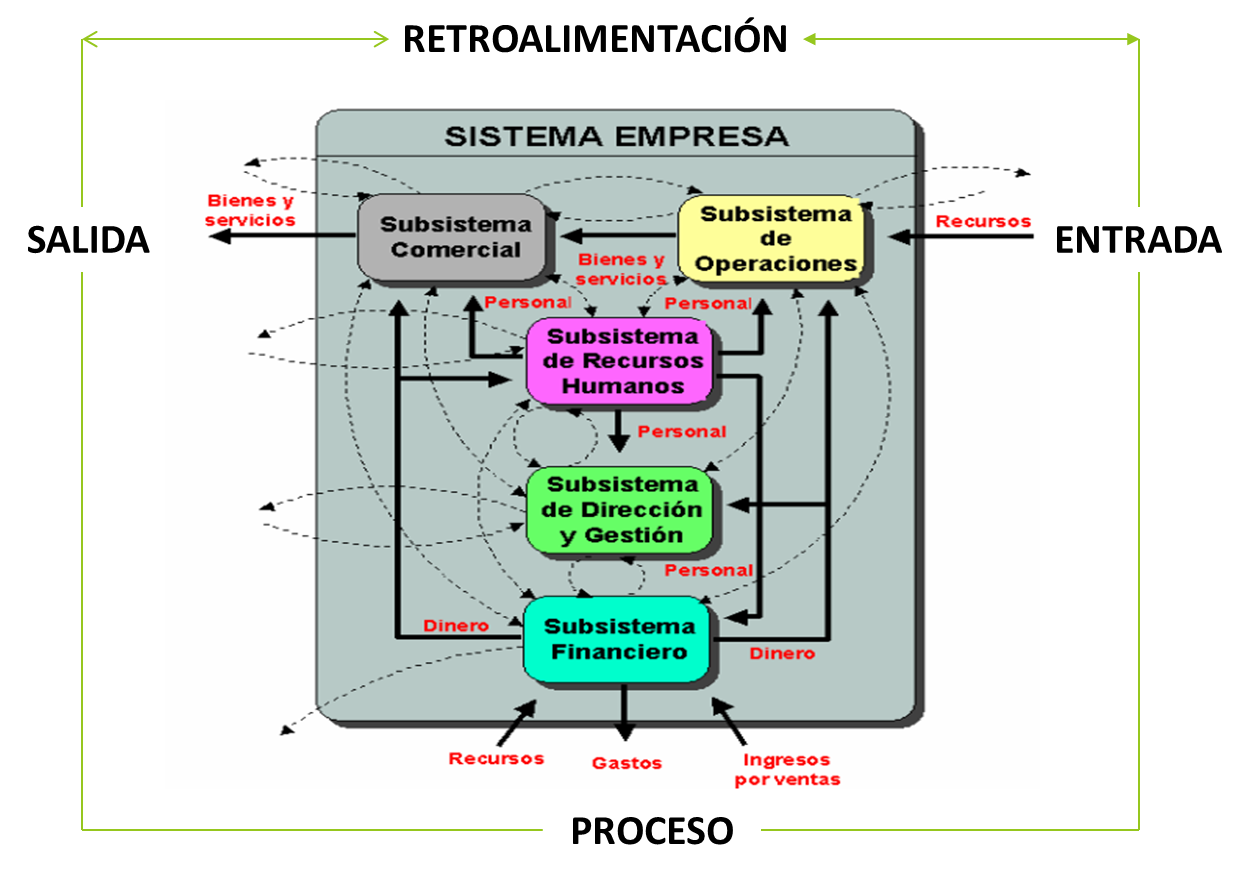 RETROALIMENTACIÓN
SISTEMA EMPRESA
Bienes y
servicios
SALIDA
Subsistema
Comercial
Subsistema
de
Operaciones
Recursos
ENTRADA
Bienes y
servicios
Personal
Personal
Subsistema
de Recursos
Humanos
Personal
Subsistema
de Dirección
y Gestión
Personal
Dinero
Subsistema
Financiero
Dinero
Recursos
Gastos
Ingresos
por ventas
PROCESO